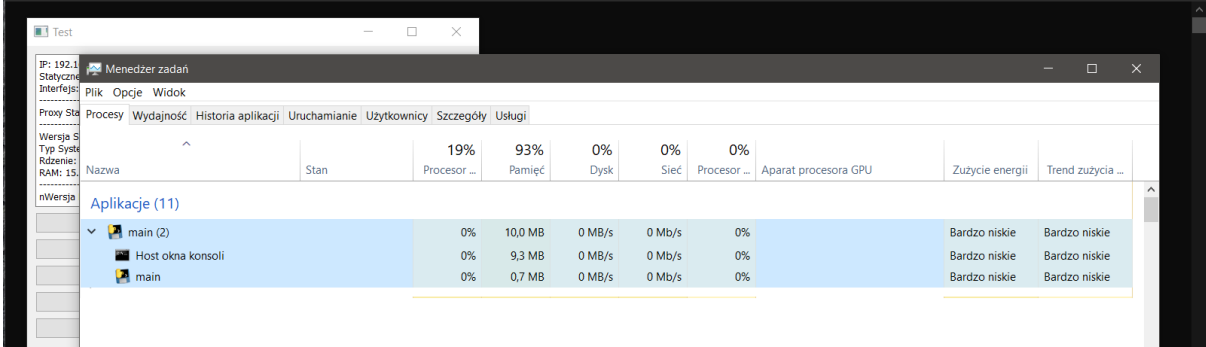 Test
IP: 192.1
Statyczne
Interfejs:
Proxy Sta
Wersja S
Typ Syste
Rdzenie:
RAM: 15.
nWersja
Menedżer zadań
Plik Opcje Widok
Procesy Wydajność Historia aplikacji Uruchamianie Użytkownicy Szczegóły Usługi
19% 93% 0% 0% 0%
Nazwa Stan Procesor ... Pamięć Dysk Sieć Procesor ... Aparat procesora GPU Zużycie energii Trend zużycia ...
Aplikacje (11)
main (2) 0% 10,0 MB 0 MB/s 0 Mb/s 0% Bardzo niskie Bardzo niskie
Host okna konsoli 0% 9,3 MB 0 MB/s 0 Mb/s 0% Bardzo niskie Bardzo niskie
main 0% 0,7 MB 0 MB/s 0 Mb/s 0% Bardzo niskie Bardzo niskie